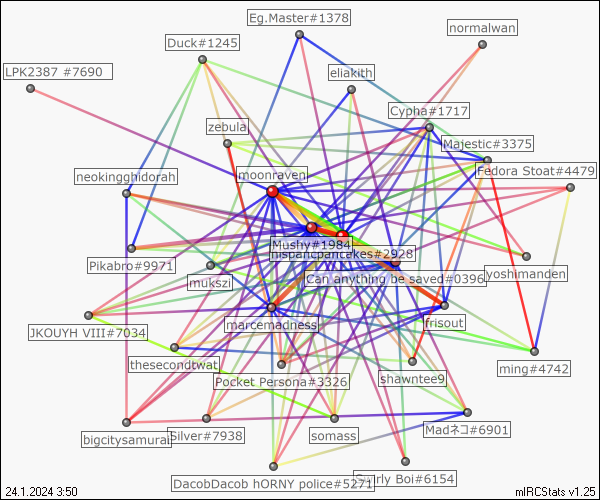 Eg.Master#1378
normalwan
Duck#1245
LPK2387 #7690
eliakith
Cypha#1717
zebula
Majestic#3375
moonraven
Fedora Stoat#4479
neokingghidorah
Mushy#1984
hispanicpancakes#2928
Pikabro#9971
yoshimanden
mukszi
Can anything be saved#0396
JKOUYH VIII#7034
marcemadness
frisout
thesecondtwat
ming#4742
Pocket Persona#3326
shawntee9
bigcitysamurai
Silver#7938
somass
Madネコ#6901
DacobDacob hORNY police#5271
Boi#6154
24.1.2024 3:50
mIRCStats v1.25